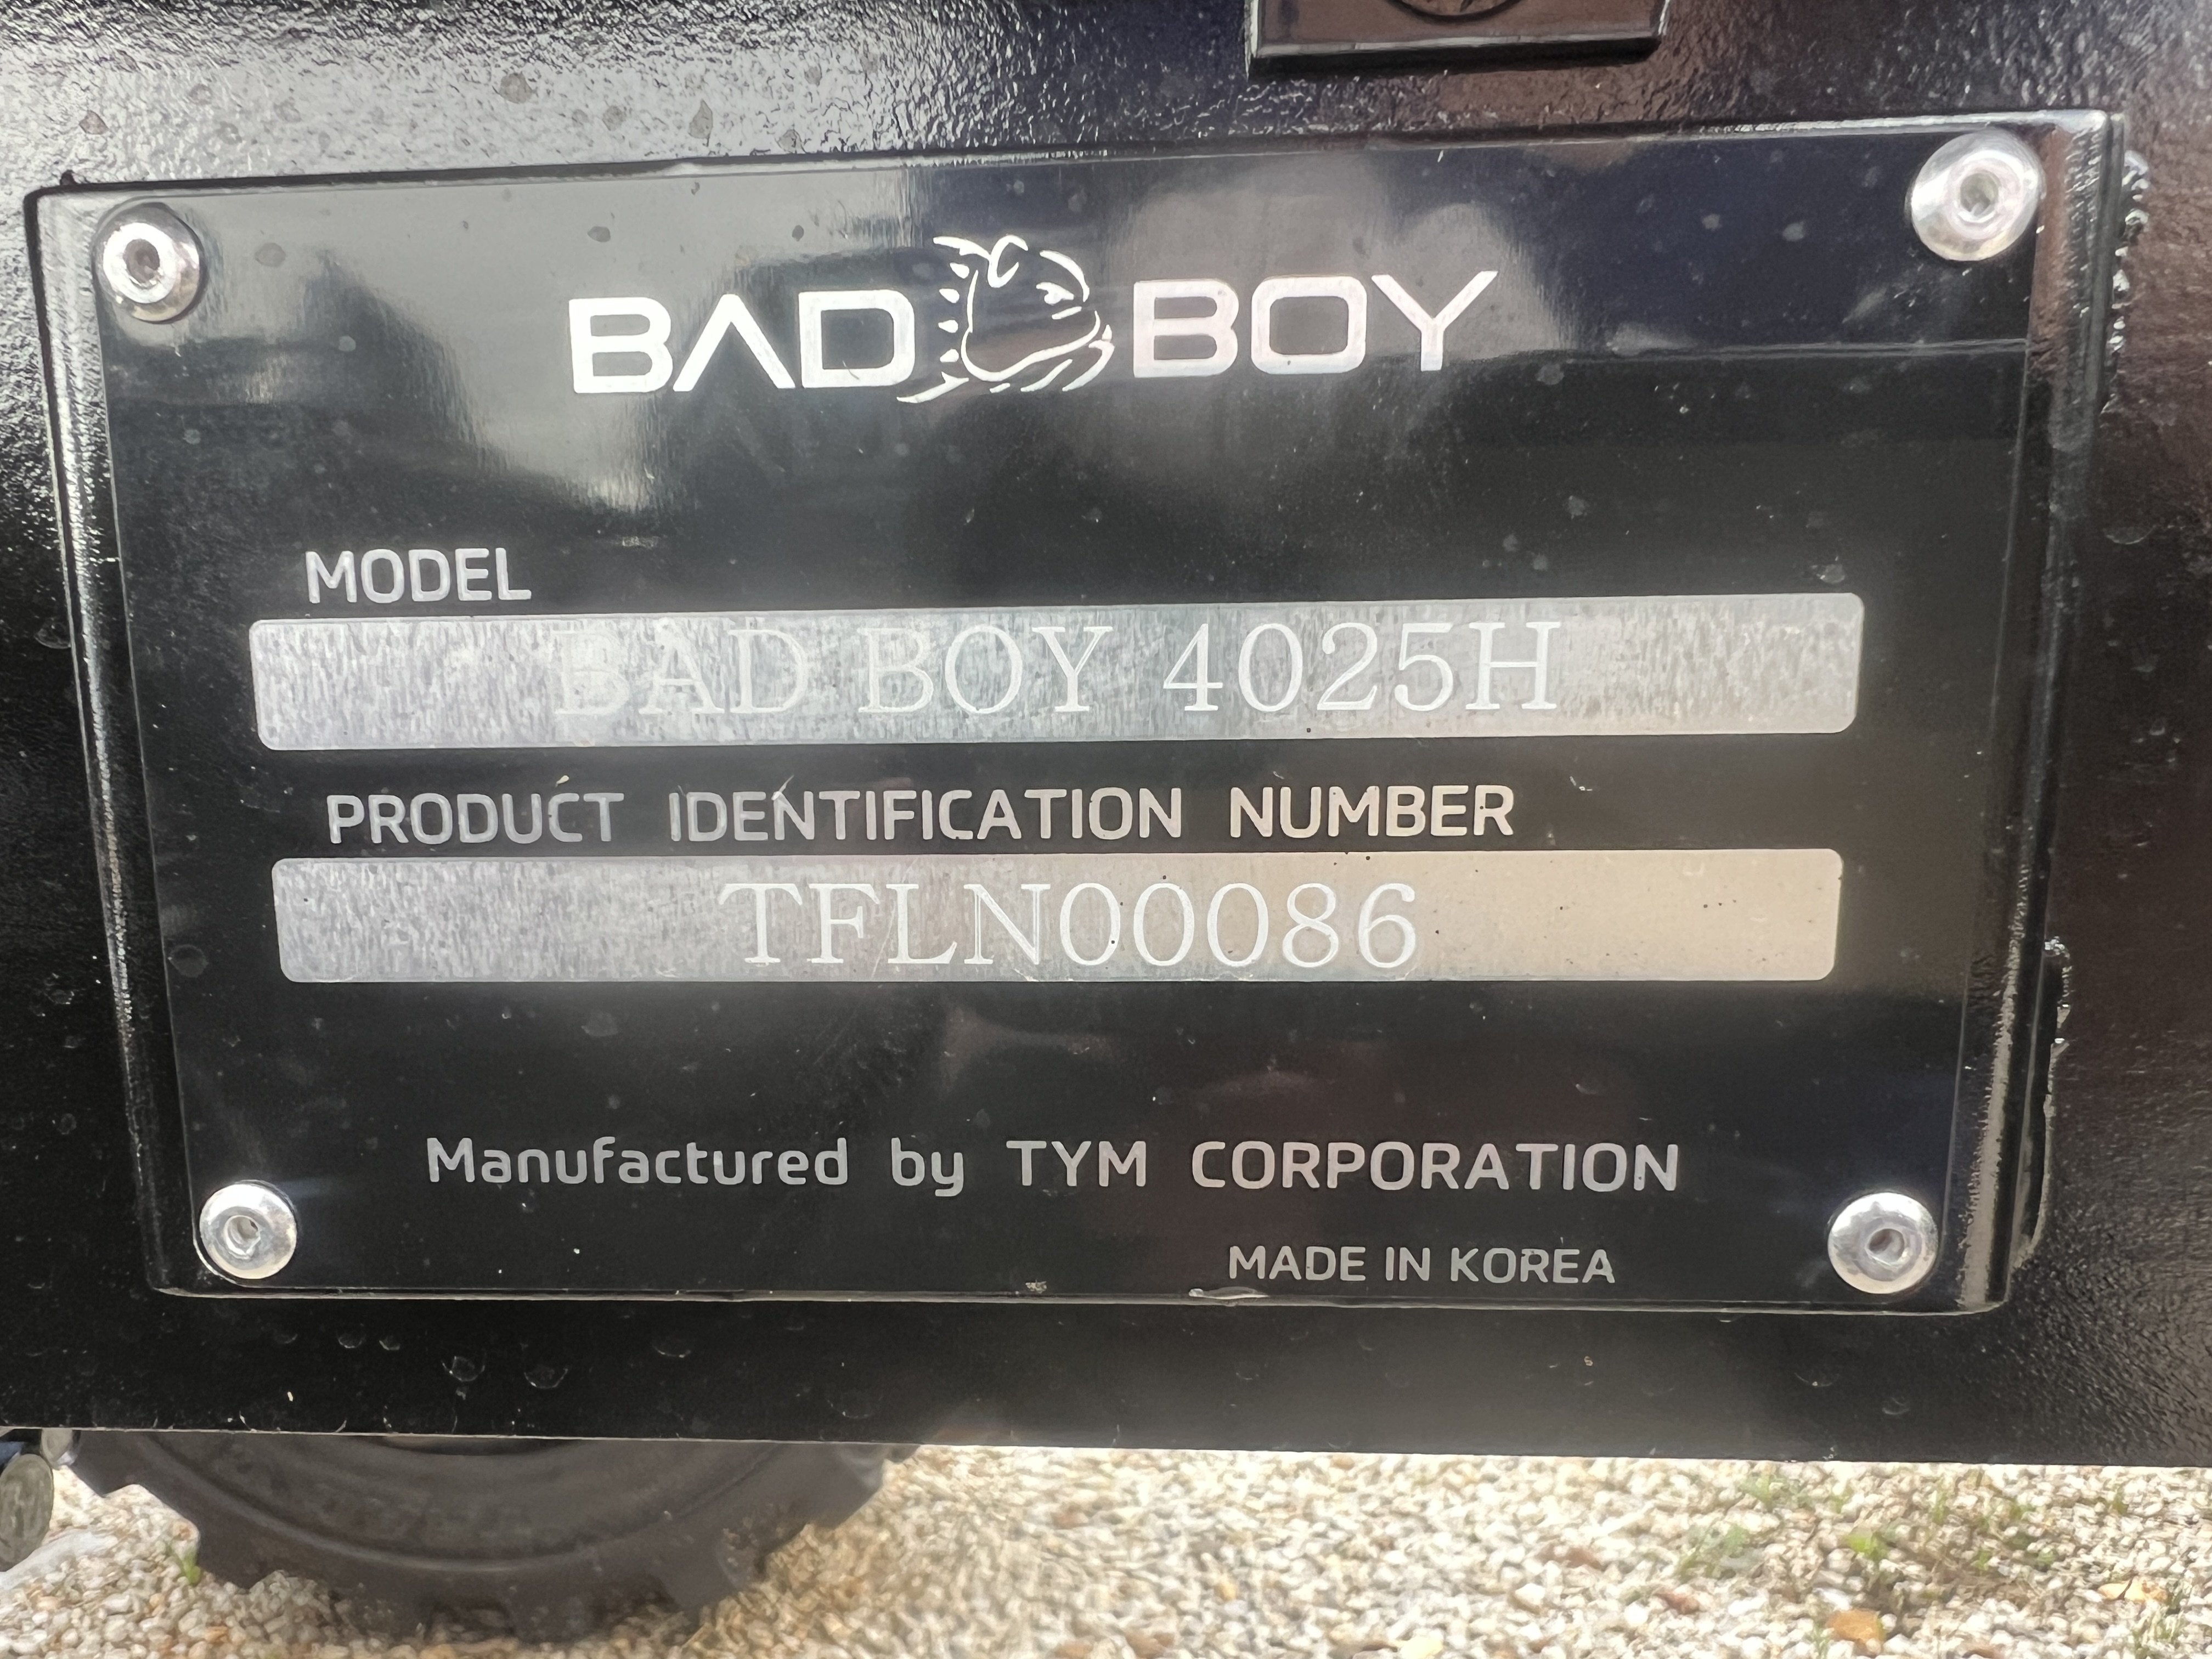 BAD BOY
MODEL
BAD BOY 4025H
PRODUCT IDENTIFICATION NUMBER
TFLN00086
Manufactured by TYM CORPORATION
MADE IN KOREA